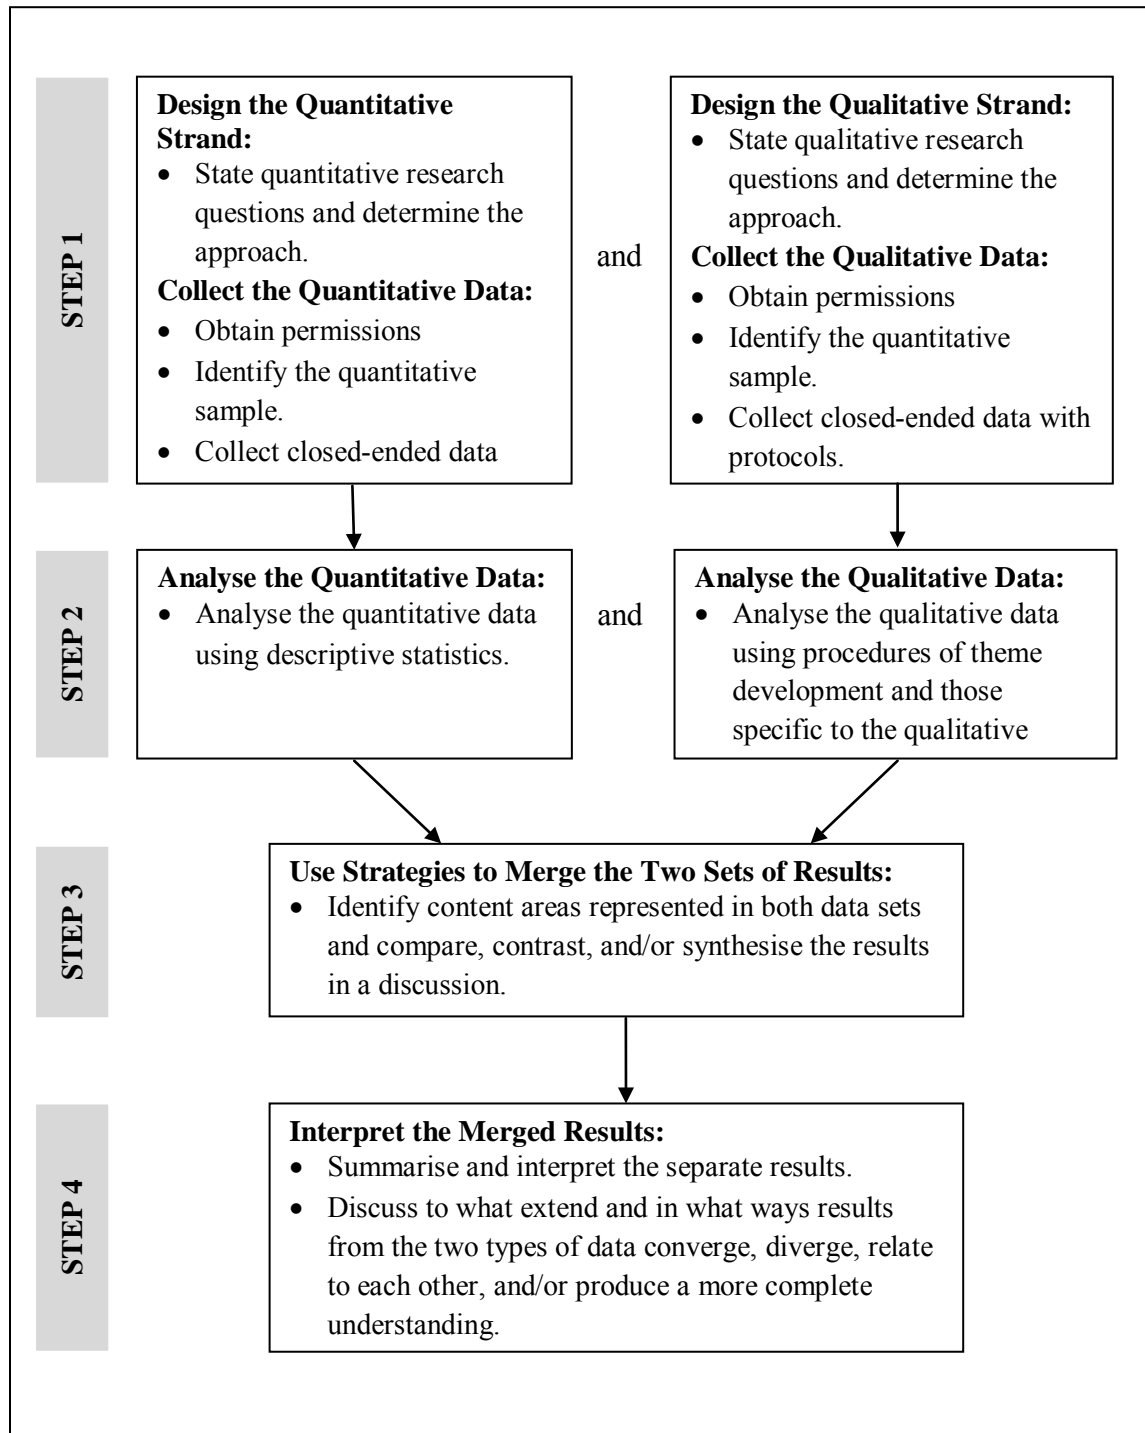 STEP 1
Design the Quantitative
Strand:
• State quantitative research
questions and determine the
approach.
Collect the Quantitative Data:
• Obtain permissions
• Identify the quantitative
sample.
• Collect closed-ended data
and
Design the Qualitative Strand:
• State qualitative research
questions and determine the
approach.
Collect the Qualitative Data:
• Obtain permissions
• Identify the quantitative
sample.
• Collect closed-ended data with
protocols.
STEP 2
Analyse the Quantitative Data:
• Analyse the quantitative data
using descriptive statistics.
and
Analyse the Qualitative Data:
• Analyse the qualitative data
using procedures of theme
development and those
specific to the qualitative
STEP 3
Use Strategies to Merge the Two Sets of Results:
• Identify content areas represented in both data sets
and compare, contrast, and/or synthesise the results
in a discussion.
STEP 4
Interpret the Merged Results:
• Summarise and interpret the separate results.
• Discuss to what extend and in what ways results
from the two types of data converge, diverge, relate
to each other, and/or produce a more complete
understanding.